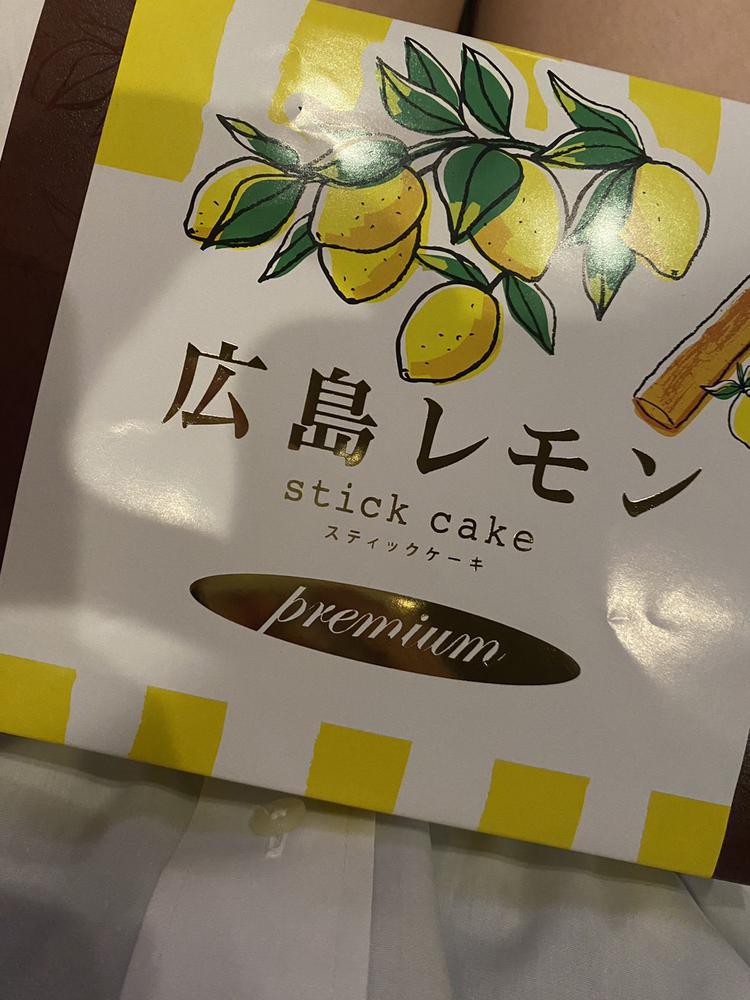 広島レモン
stick cake
スティックケーキ
premium